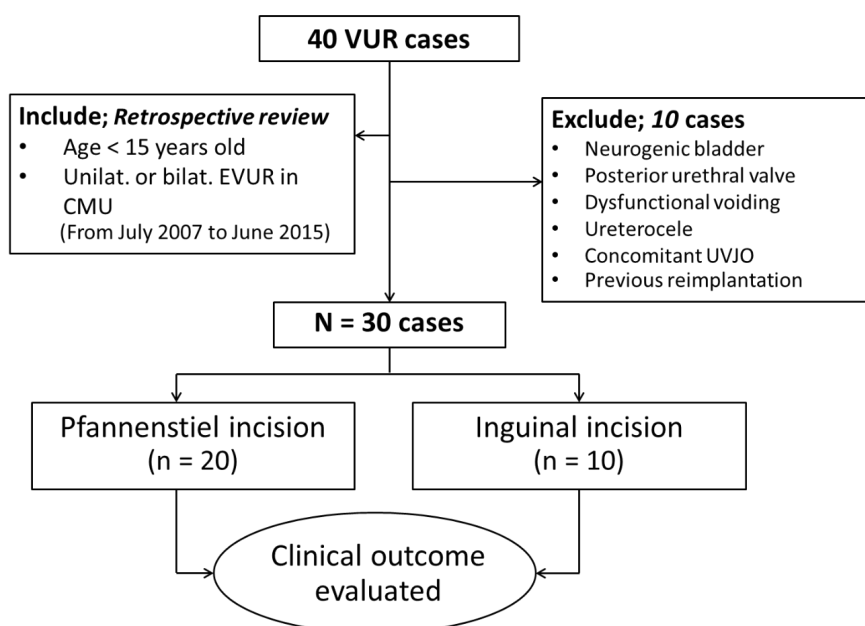 40 VUR cases
Include; Retrospective review
• Age < 15 years old
• Unilat. or bilat. EVUR in
CMU
(From July 2007 to June 2015)
Exclude; 10 cases
• Neurogenic bladder
• Posterior urethral valve
• Dysfunctional voiding
• Ureterocele
• Concomitant UVJO
• Previous reimplantation
N = 30 cases
Pfannenstiel incision
(n = 20)
Inguinal incision
(n = 10)
Clinical outcome
evaluated